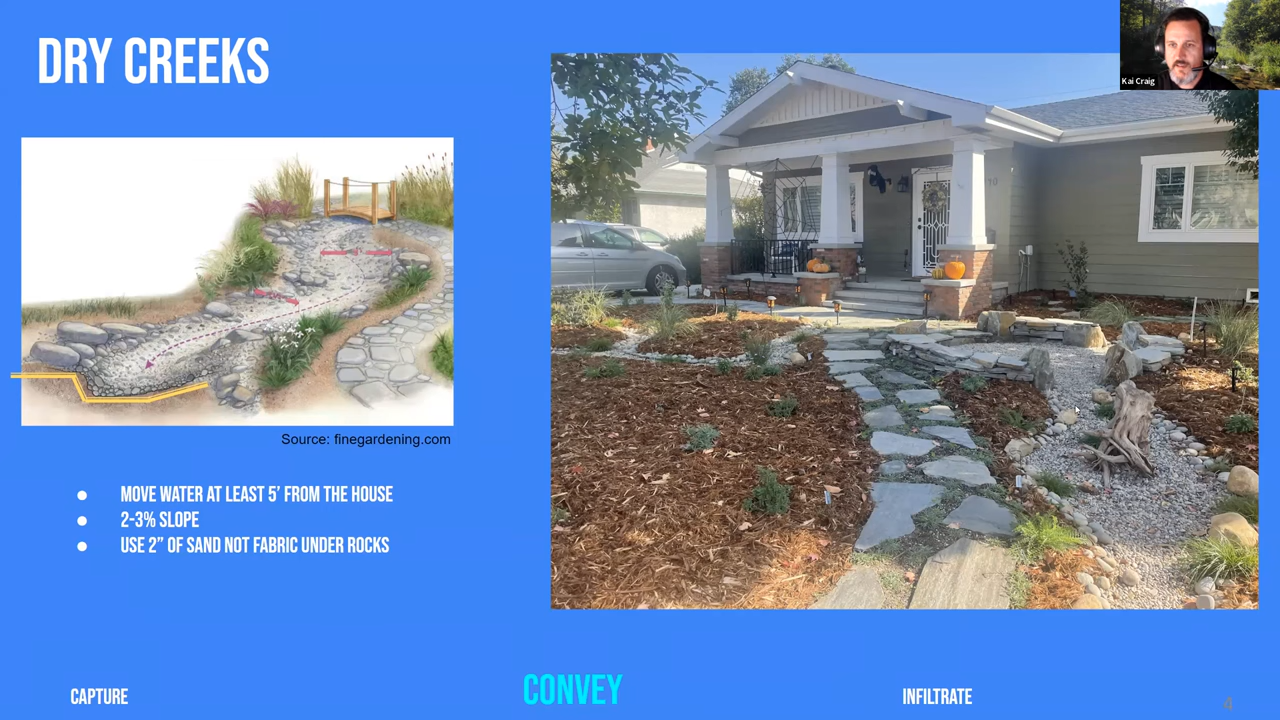 DRY CREEKS
Kai Craig
Source: finegardening.com
● MOVE WATER AT LEAST 5' FROM THE HOUSE
● 2-3% SLOPE
● USE 2” OF SAND NOT FABRIC UNDER ROCKS
CAPTURE
CONVEY
INFILTRATE
4